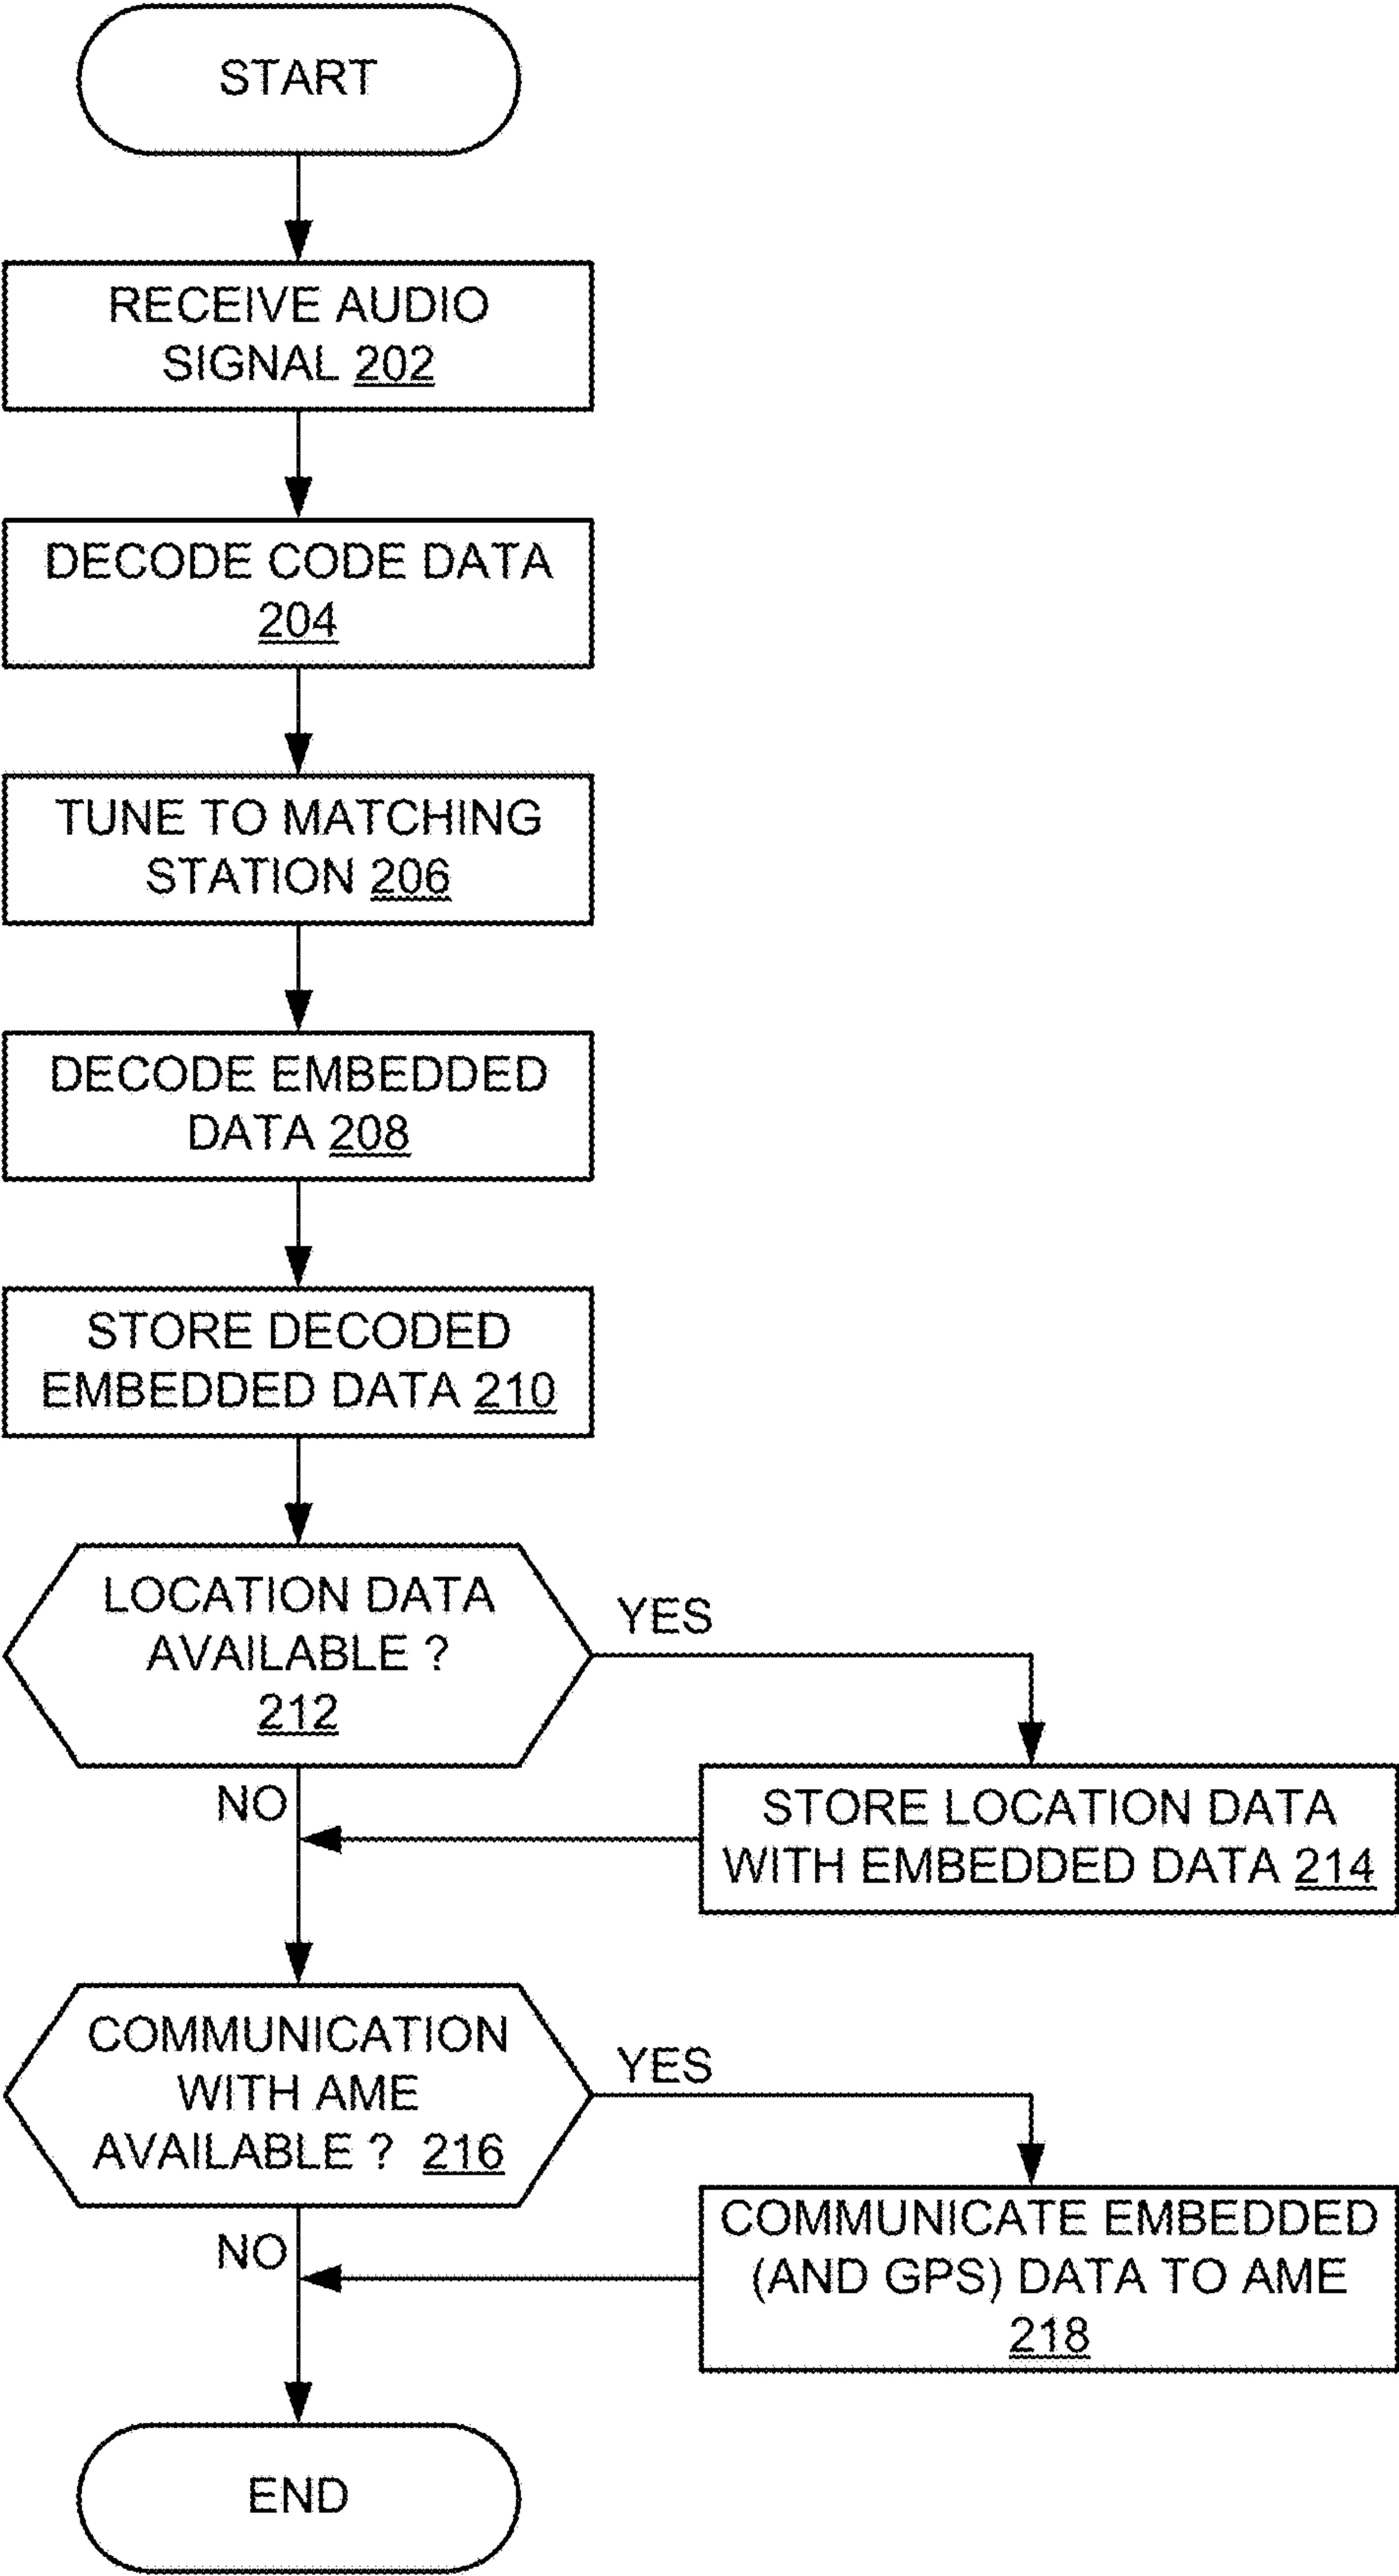 START
RECEIVE AUDIO
SIGNAL 202
DECODE CODE DATA
204
TUNE TO MATCHING
STATION 206
DECODE EMBEDDED
DATA 208
STORE DECODED
EMBEDDED DATA 210
LOCATION DATA
AVAILABLE ?
212
YES
NO
STORE LOCATION DATA
WITH EMBEDDED DATA 214
COMMUNICATION
WITH AME
AVAILABLE ? 216
YES
NO
COMMUNICATE EMBEDDED
(AND GPS) DATA TO AME
218
END